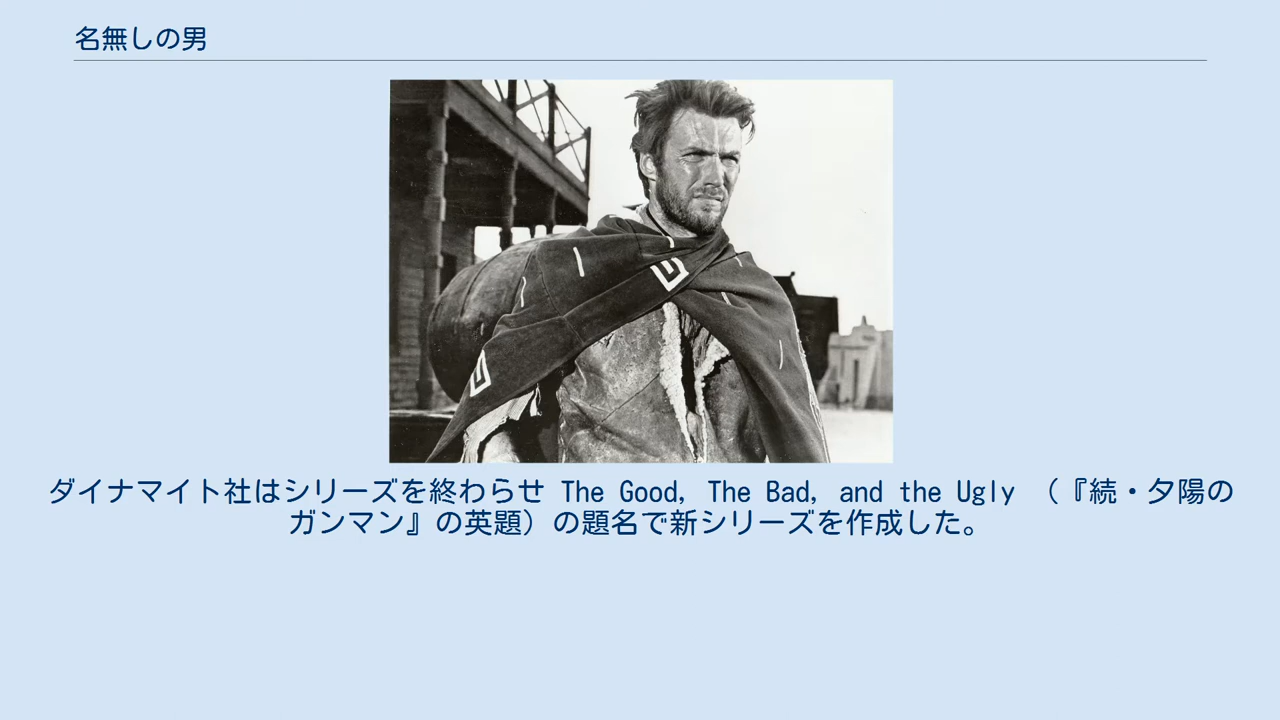 名無しの男
ダイナマイト社はシリーズを終わらせ The Good, The Bad, and the Ugly （『続・夕陽の
ガンマン』の英題）の題名で新シリーズを作成した。